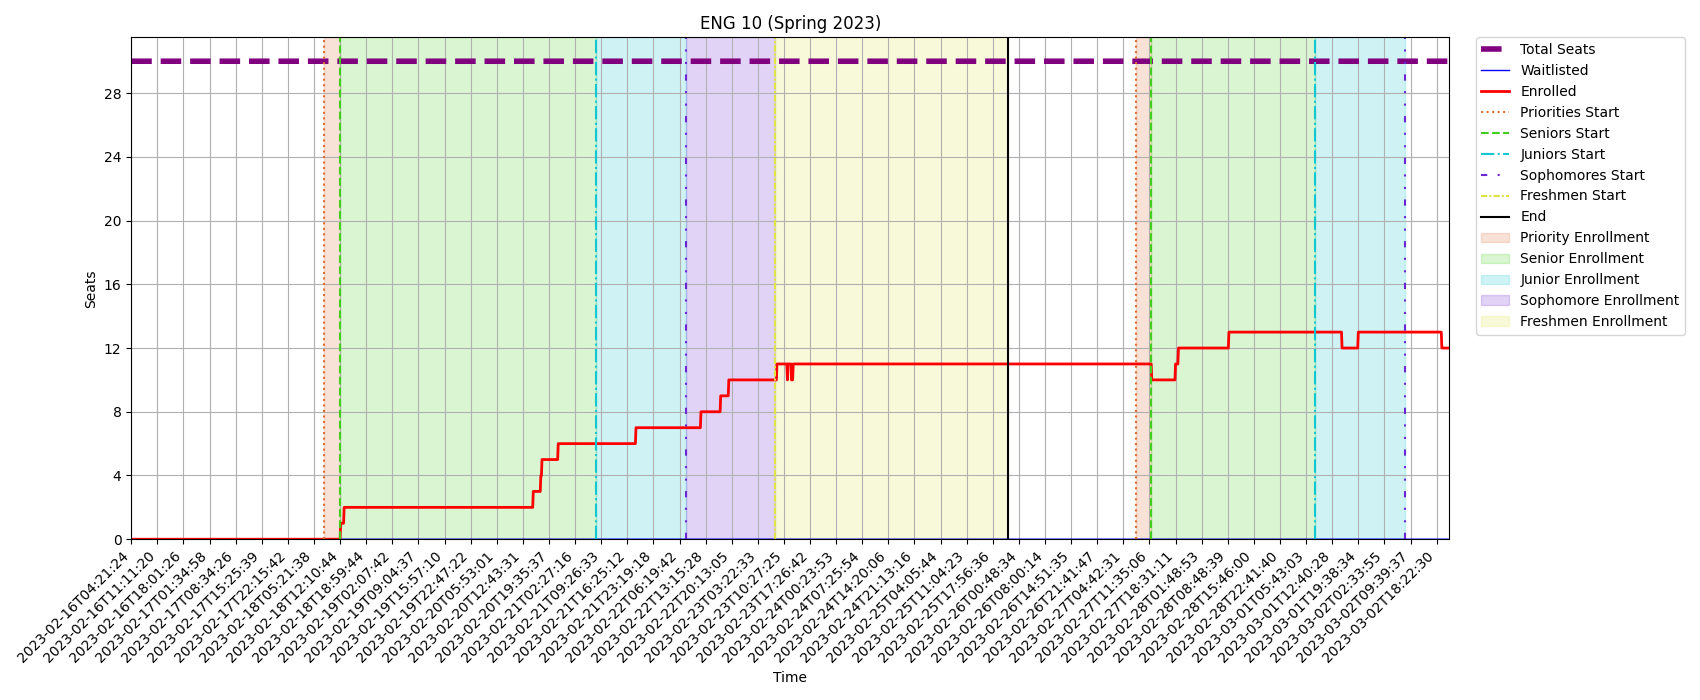 ENG 10 (Spring 2023)
Seats
28
24
20
16
12
8
4
0
2023-02-16T04:21:24
2023-02-16T11:11:20
2023-02-16T18:01:26
2023-02-17T01:34:58
2023-02-17T08:34:26
2023-02-17T15:25:39
2023-02-17T22:15:42
2023-02-18T05:21:38
2023-02-18T12:10:44
2023-02-18T18:59:44
2023-02-19T02:07:42
2023-02-19T09:04:37
2023-02-19T15:57:10
2023-02-19T22:47:22
2023-02-20T05:53:01
2023-02-20T12:43:31
2023-02-20T19:35:37
2023-02-21T02:27:16
2023-02-21T09:26:33
2023-02-21T16:25:12
2023-02-21T23:19:18
2023-02-22T06:19:42
2023-02-22T13:15:28
2023-02-22T20:13:05
2023-02-23T03:22:33
2023-02-23T10:27:25
2023-02-23T17:26:42
2023-02-24T00:23:53
2023-02-24T07:25:54
2023-02-24T14:20:06
2023-02-24T21:13:16
2023-02-25T04:05:44
2023-02-25T11:04:23
2023-02-25T17:56:36
2023-02-26T00:48:34
2023-02-26T08:00:14
2023-02-26T14:51:35
2023-02-26T21:41:47
2023-02-27T04:42:31
2023-02-27T11:35:06
2023-02-27T18:31:11
2023-02-28T01:48:53
2023-02-28T08:48:39
2023-02-28T15:46:00
2023-02-28T22:41:40
2023-03-01T05:43:03
2023-03-01T12:40:28
2023-03-01T19:38:34
2023-03-02T02:33:55
2023-03-02T09:39:37
2023-03-02T18:22:30
Time
Total Seats
Waitlisted
Enrolled
Priorities Start
Seniors Start
Juniors Start
Sophomores Start
Freshmen Start
End
Priority Enrollment
Senior Enrollment
Junior Enrollment
Sophomore Enrollment
Freshmen Enrollment